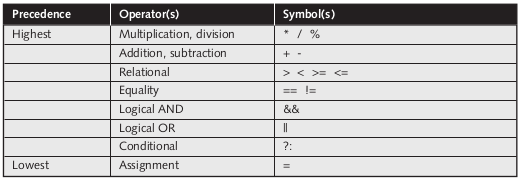 Precedence Operator(s) Symbol(s)
Highest Multiplication, division * / %
Addition, subtraction + -
Relational > < >= <=
Equality == !=
Logical AND &&
Logical OR ||
Conditional ?:
Lowest Assignment =